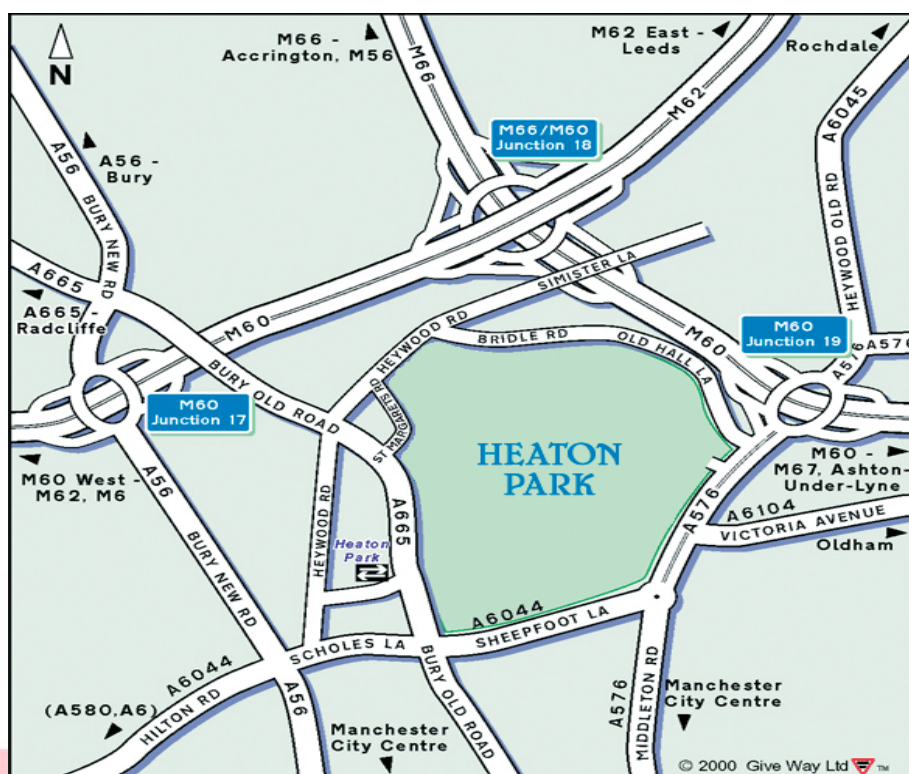 N
M66 -
Accrington, M56
M66
M62 East -
Leeds
Rochdale
M62
A6045
HEYWOOD OLD RD
M66/M60
Junction 18
A56
A56 -
Bury
BURY NEW RD
A665
A665 -
Radcliffe
M60
SIMISTER LA
HEYWOOD RD
BRIDLE RD
OLD HALL LA
M60
M60
Junction 19
A576
A576
BURY OLD ROAD
ST MARGARETS RD
M60
Junction 17
M60 West -
M62, M6
HEATON
PARK
M60 -
M67, Ashton-
Under-Lyne
A56
BURY NEW RD
HEYWOOD RD
A665
Heaton
Park
A576
A6104
VICTORIA AVENUE
Oldham
A6044
SHEEPFOOT LA
SCHOLES LA
A6044
HILTON RD
(A580,A6)
A56
BURY OLD ROAD
Manchester
City Centre
A576
MIDDLETON RD
Manchester
City Centre
© 2000 Give Way Ltd
TM